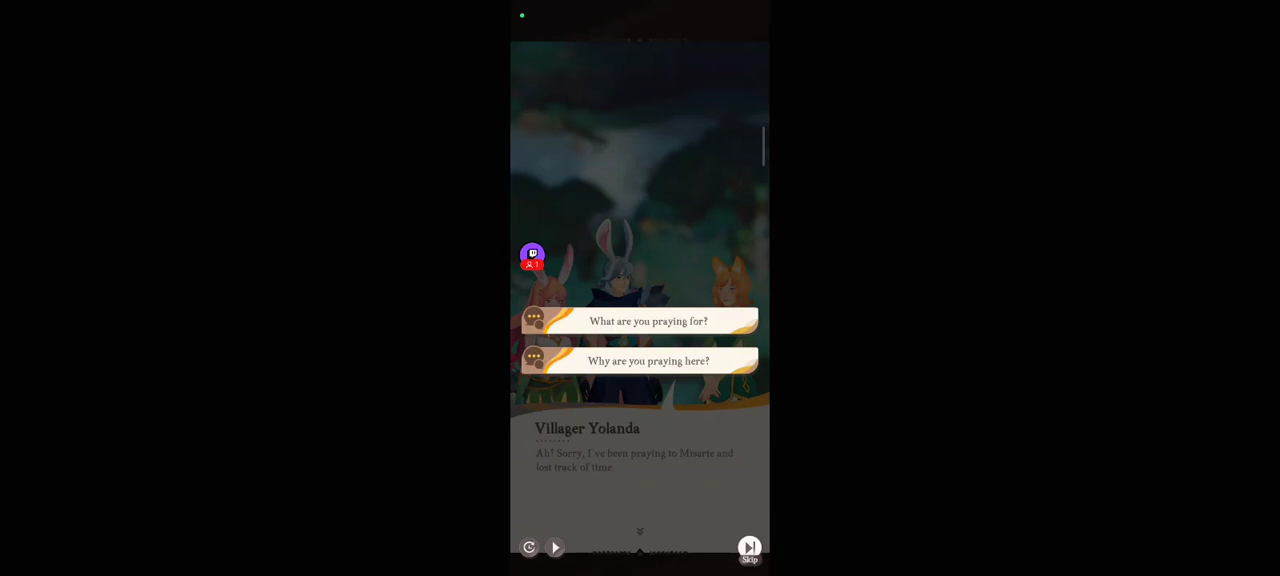 1
What are you praying for?
Why are you praying here?
Villager Yolanda
Ah! Sorry, I've been praying to Misarte and
lost track of time.
Skip